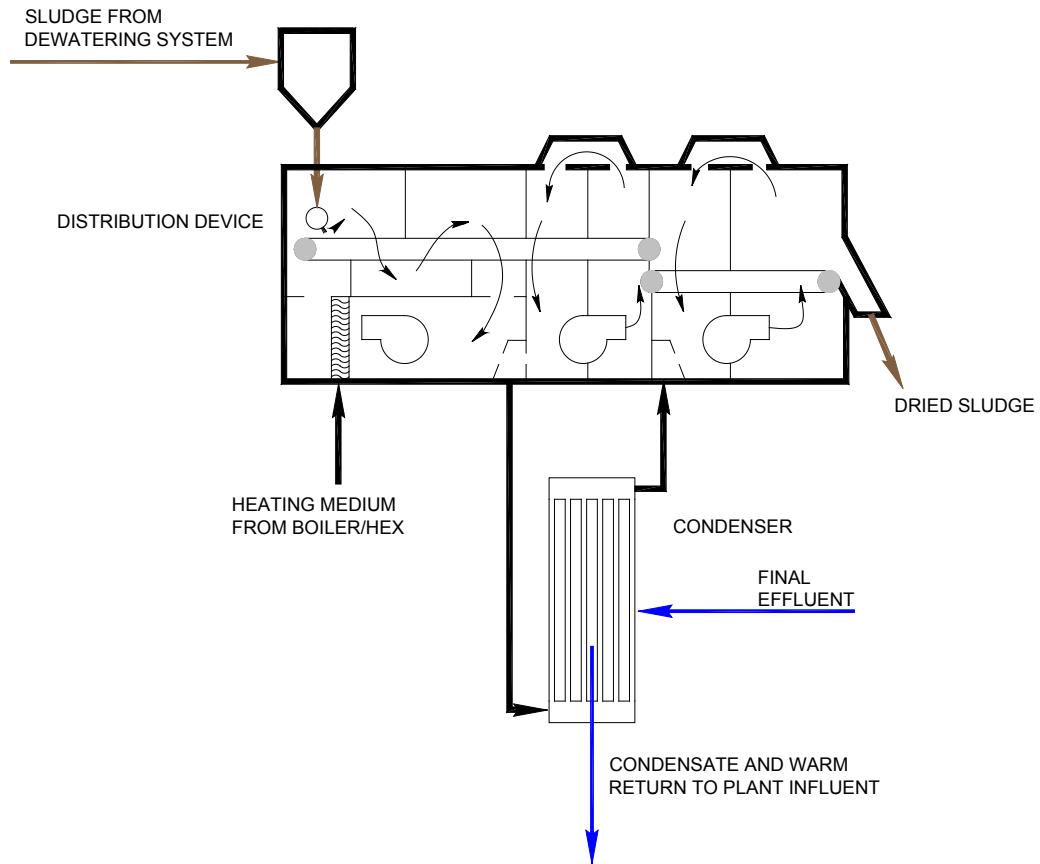 SLUDGE FROM
DEWATERING SYSTEM
DISTRIBUTION DEVICE
DRIED SLUDGE
HEATING MEDIUM
FROM BOILER/HEX
CONDENSER
FINAL
EFFLUENT
CONDENSATE AND WARM
RETURN TO PLANT INFLUENT